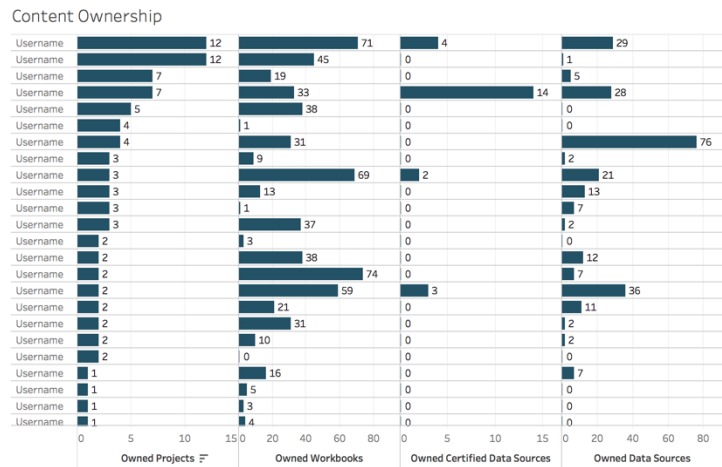 Content Ownership
Username 12 71 4 29
Username 12 45 0 1
Username 7 19 0 5
Username 7 33 14 28
Username 5 38 0 0
Username 4 1 0 0
Username 4 31 0 76
Username 3 9 0 2
Username 3 69 2 21
Username 3 13 0 13
Username 3 1 0 7
Username 3 37 0 2
Username 2 3 0 0
Username 2 38 0 12
Username 2 74 0 7
Username 2 59 3 36
Username 2 21 0 11
Username 2 31 0 2
Username 2 10 0 2
Username 2 0 0 0
Username 1 16 0 7
Username 1 5 0 0
Username 1 3 0 0
Username 1 4 0 0
0 5 10 15 0 20 40 60 80 0 5 10 15 0 20 40 60 80
Owned Projects Owned Workbooks Owned Certified Data Sources Owned Data Sources